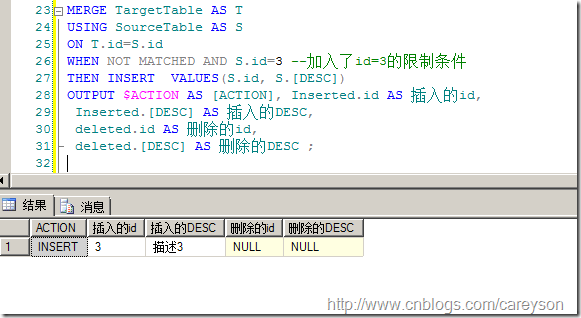 23 MERGE TargetTable AS T
24 USING SourceTable AS S
25 ON T.id=S.id
26 WHEN NOT MATCHED AND S.id=3 --加入了id=3的限制条件
27 THEN INSERT VALUES(S.id, S.[DESC])
28 OUTPUT $ACTION AS [ACTION], Inserted.id AS 插入的id,
29 Inserted.[DESC] AS 插入的DESC,
30 deleted.id AS 删除的id,
31 deleted.[DESC] AS 删除的DESC ;
32
结果 消息
ACTION 插入的id 插入的DESC 删除的id 删除的DESC
1 INSERT 3 描述3 NULL NULL
http://www.cnblogs.com/careyson